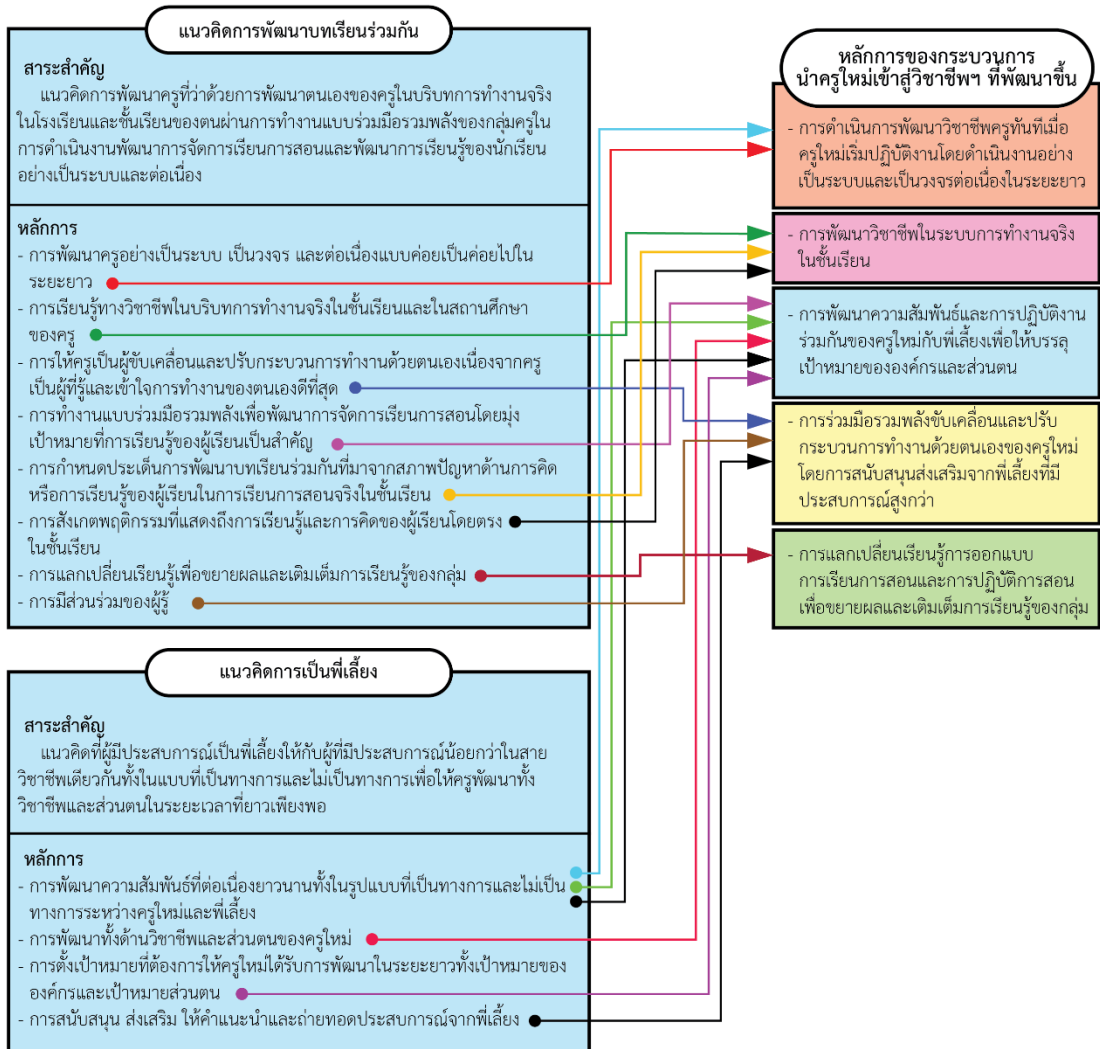 แนวคิดการพัฒนาบทเรียนร่วมกัน
สาระสำคัญ
แนวคิดการพัฒนาครูที่ว่าด้วยการพัฒนาตนเองของครูในบริบทการทำงานจริง
ในโรงเรียนและชั้นเรียนของตนผ่านการทำงานแบบร่วมมือรวมพลังของกลุ่มครูใน
การดำเนินงานพัฒนาการจัดการเรียนการสอนและพัฒนาการเรียนรู้ของนักเรียน
อย่างเป็นระบบและต่อเนื่อง
หลักการ
- การพัฒนาครูอย่างเป็นระบบ เป็นวงจร และต่อเนื่องแบบค่อยเป็นค่อยไปใน
ระยะยาว
- การเรียนรู้ทางวิชาชีพในบริบทการทำงานจริงในชั้นเรียนและในสถานศึกษา
ของครู
- การให้ครูเป็นผู้ขับเคลื่อนและปรับกระบวนการทำงานด้วยตนเองเนื่องจากครู
เป็นผู้ที่รู้และเข้าใจการทำงานของตนเองดีที่สุด
- การทำงานแบบร่วมมือรวมพลังเพื่อพัฒนาการจัดการเรียนการสอนโดยมุ่ง
เป้าหมายที่การเรียนรู้ของผู้เรียนเป็นสำคัญ
- การกำหนดประเด็นการพัฒนาบทเรียนร่วมกันที่มาจากสภาพปัญหาด้านการคิด
หรือการเรียนรู้ของผู้เรียนในการเรียนการสอนจริงในชั้นเรียน
- การสังเกตพฤติกรรมที่แสดงถึงการเรียนรู้และการคิดของผู้เรียนโดยตรง
ในชั้นเรียน
- การแลกเปลี่ยนเรียนรู้เพื่อขยายผลและเติมเต็มการเรียนรู้ของกลุ่ม
- การมีส่วนร่วมของผู้รู้
แนวคิดการเป็นพี่เลี้ยง
สาระสำคัญ
แนวคิดที่ผู้มีประสบการณ์เป็นพี่เลี้ยงให้กับผู้ที่มีประสบการณ์น้อยกว่าในสาย
วิชาชีพเดียวกันทั้งในแบบที่เป็นทางการและไม่เป็นทางการเพื่อให้ครูพัฒนาทั้ง
วิชาชีพและส่วนตนในระยะเวลาที่ยาวเพียงพอ
หลักการ
- การพัฒนาความสัมพันธ์ที่ต่อเนื่องยาวนานทั้งในรูปแบบที่เป็นทางการและไม่เป็น
ทางการระหว่างครูใหม่และพี่เลี้ยง
- การพัฒนาทั้งด้านวิชาชีพและส่วนตนของครูใหม่
- การตั้งเป้าหมายที่ต้องการให้ครูใหม่ได้รับการพัฒนาในระยะยาวทั้งเป้าหมายของ
องค์กรและเป้าหมายส่วนตน
- การสนับสนุน ส่งเสริม ให้คำแนะนำและถ่ายทอดประสบการณ์จากพี่เลี้ยง
หลักการของกระบวนการ
นำครูใหม่เข้าสู่วิชาชีพฯ ที่พัฒนาขึ้น
- การดำเนินการพัฒนาวิชาชีพครูทันทีเมื่อ
ครูใหม่เริ่มปฏิบัติงานโดยดำเนินงานอย่าง
เป็นระบบและเป็นวงจรต่อเนื่องในระยะยาว
- การพัฒนาวิชาชีพในระบบการทำงานจริง
ในชั้นเรียน
- การพัฒนาความสัมพันธ์และการปฏิบัติงาน
ร่วมกันของครูใหม่กับพี่เลี้ยงเพื่อให้บรรลุ
เป้าหมายขององค์กรและส่วนตน
- การร่วมมือรวมพลังขับเคลื่อนและปรับ
กระบวนการทำงานด้วยตนเองของครูใหม่
โดยการสนับสนุนส่งเสริมจากพี่เลี้ยงที่มี
ประสบการณ์สูงกว่า
- การแลกเปลี่ยนเรียนรู้การออกแบบ
การเรียนการสอนและการปฏิบัติการสอน
เพื่อขยายผลและเติมเต็มการเรียนรู้ของกลุ่ม